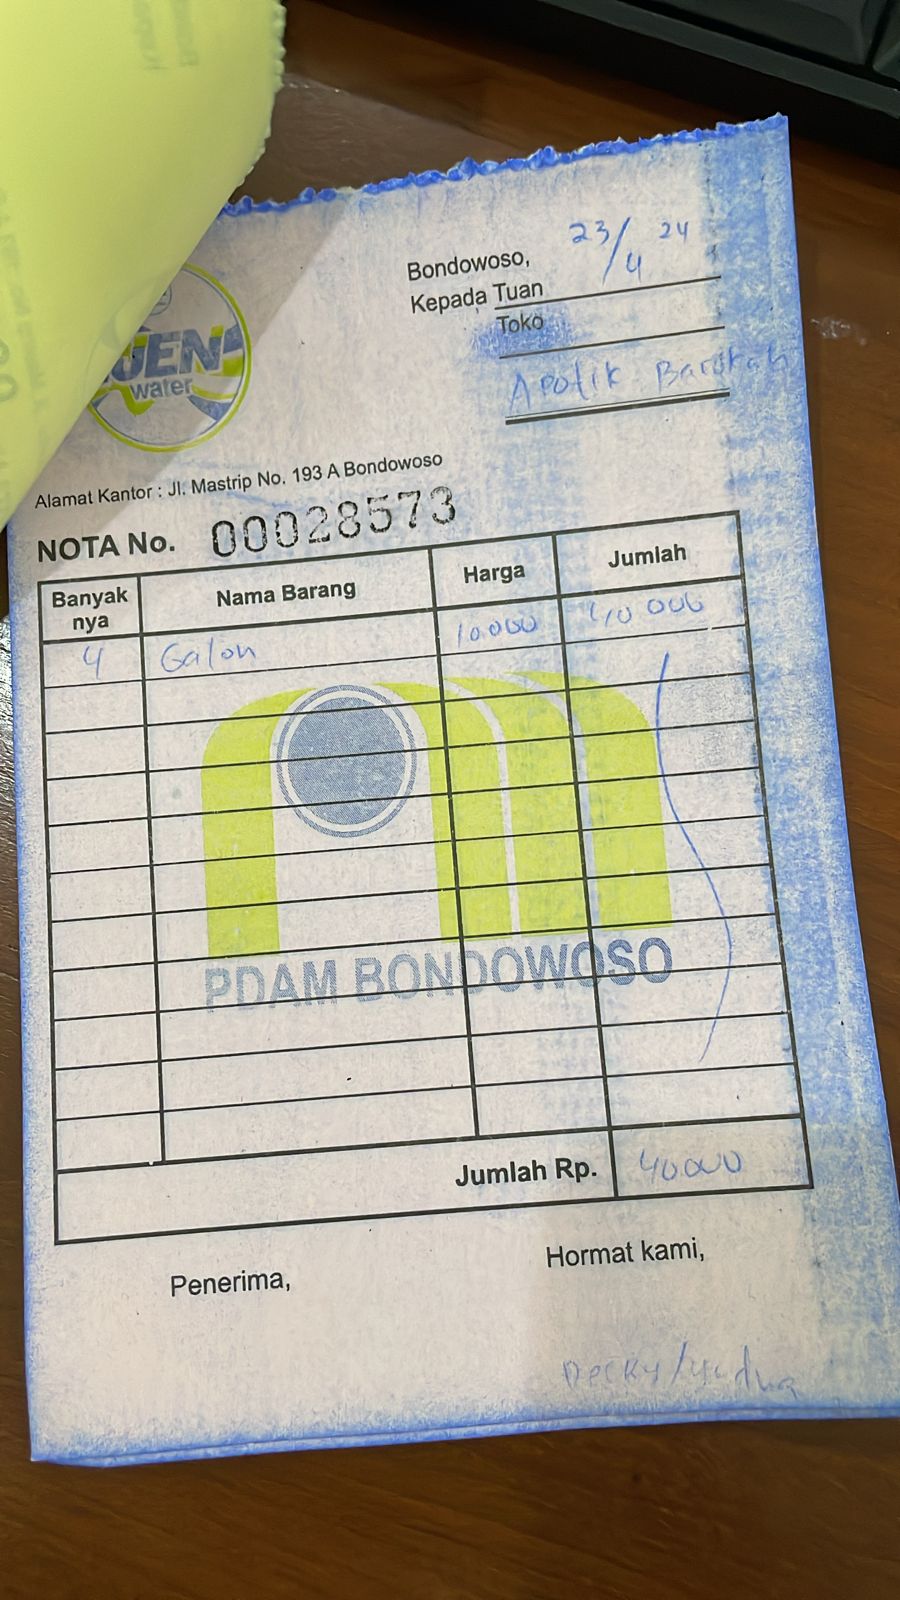 Bondowoso, 23/4 24
Kepada Tuan
Toko
Apotik Barokah
UEN
water
Alamat Kantor : Jl. Mastrip No. 193 A Bondowoso
NOTA No. 00028573
Banyak nya Nama Barang Harga Jumlah
4 Galon 10.000 40 000
PDAM BONDOWOSO
Jumlah Rp. 40000
Penerima, Hormat kami,
Decky/